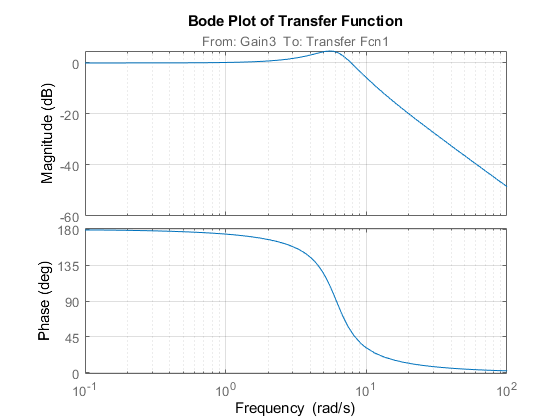 Bode Plot of Transfer Function
From: Gain3 To: Transfer Fcn1
Magnitude (dB)
0
-20
-40
-60
Phase (deg)
180
135
90
45
0
10^-1
10^0
10^1
10^2
Frequency (rad/s)